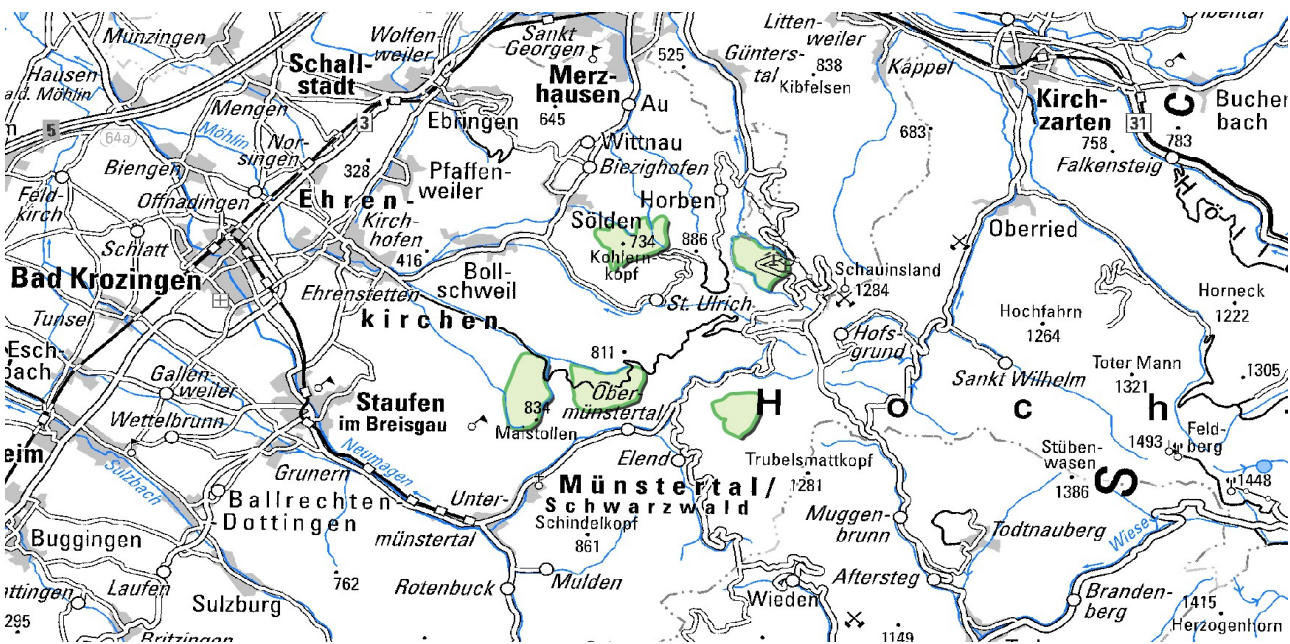 Münzingen
Wolfen-
weiler
Sankt
Georgen
525
Günters-
tal
Litten-
weiler
838
Kibfelsen
Kappel
Ibental
Hausen
a.d. Möhlin
Schall-
stadt
Merz-
hausen
645
Au
Kirch-
zarten
31
C
Buchen
bach
Mengen
Möhlin
Nor-
singen
3
Ebringen
Wittnau
683
758
Falkensteig
783
5
64a
Biengen
328
Pfaffen-
weiler
Biezighofen
Offnadingen
Ehren-
Horben
H
ö
l
l
Feld-
kirch
Kirch-
hofen
Sölden
734
Kohlern-
kopf
886
Oberried
Schlatt
416
Boll-
schweil
Schauinsland
1284
Bad Krozingen
Ehrenstetten
kirchen
St. Ulrich
Hochfahrn
1264
Horneck
1222
Tunsel
Hofs-
grund
Esch-
bach
811
Toter Mann
1321
1305
Gallen-
weiler
Sankt Wilhelm
Staufen
im Breisgau
834
Maistollen
Ober-
münstertal
H
o
c
h
Wettelbrunn
1493
Feld-
berg
eim
Neumagen
Elend
Trubelsmattkopf
1281
Stüben-
wasen
1386
S
1448
Sulzbach
Grunern
Ballrechten-
Dottingen
Unter-
münstertal
Münstertal/
Schwarzwald
Schindelkopf
861
Muggen-
brunn
Todtnauberg
Wiese
Buggingen
Laufen
762
Rotenbuck
Mulden
Wieden
Aftersteg
Branden-
berg
ttingen
Sulzburg
1415
Herzogenhorn
295
Britzingen
1149